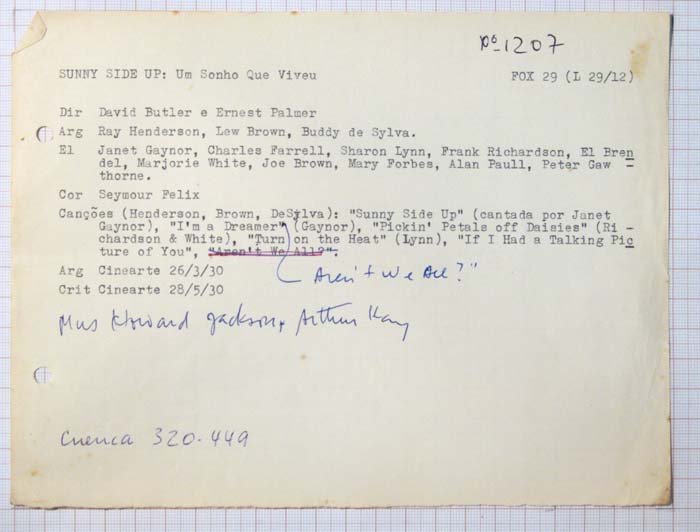 Nº 1207
SUNNY SIDE UP: Um Sonho Que Viveu FOX 29 (L 29/12)
Dir David Butler e Ernest Palmer
Arg Ray Henderson, Lew Brown, Buddy de Sylva.
El Janet Gaynor, Charles Farrell, Sharon Lynn, Frank Richardson, El Bren
del, Marjorie White, Joe Brown, Mary Forbes, Alan Paull, Peter Gaw -
thorne.
Cor Seymour Felix
Canções (Henderson, Brown, DeSylva): "Sunny Side Up" (cantada por Janet
Gaynor), "I'm a Dreamer" (Gaynor), "Pickin' Petals off Daisies" (Ri -
chardson & White), "Turn on the Heat" (Lynn), "If I Had a Talking Pic
ture of You", "Aren't We All?".
Arg Cinearte 26/3/30 Aren't We All?"
Crit Cinearte 28/5/30
Mus Howard Jackson, Arthur Kay
Cuenca 320-449